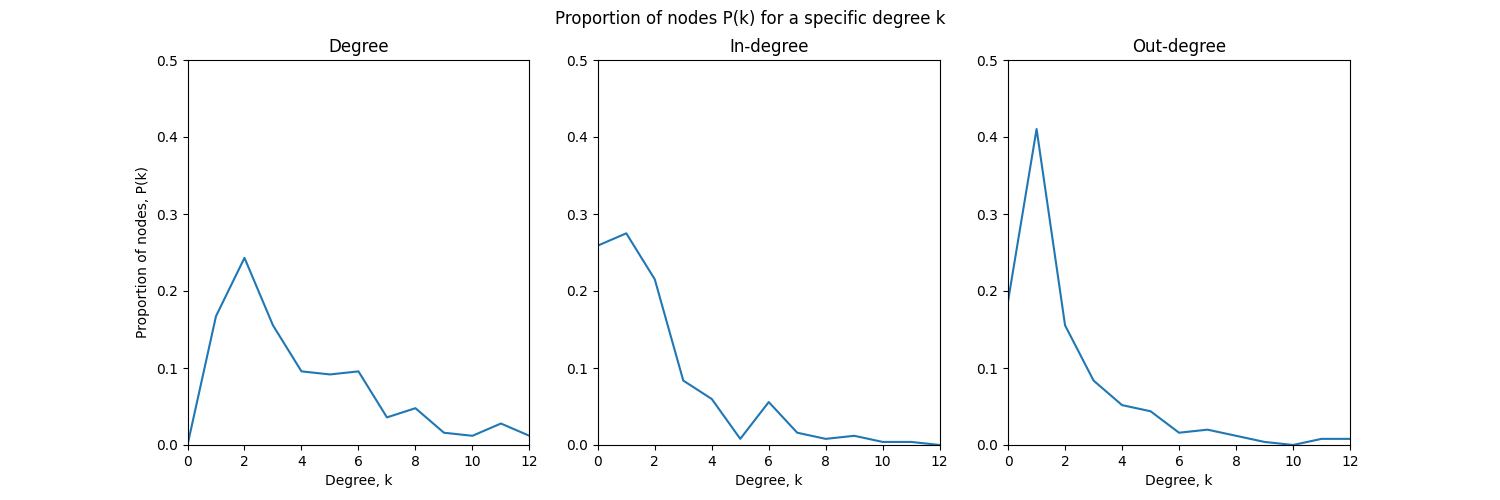 Proportion of nodes P(k) for a specific degree k
Degree
In-degree
Out-degree
Proportion of nodes, P(k)
0.5
0.4
0.3
0.2
0.1
0.0
0 2 4 6 8 10 12
Degree, k
0.5
0.4
0.3
0.2
0.1
0.0
0 2 4 6 8 10 12
Degree, k
0.5
0.4
0.3
0.2
0.1
0.0
0 2 4 6 8 10 12
Degree, k